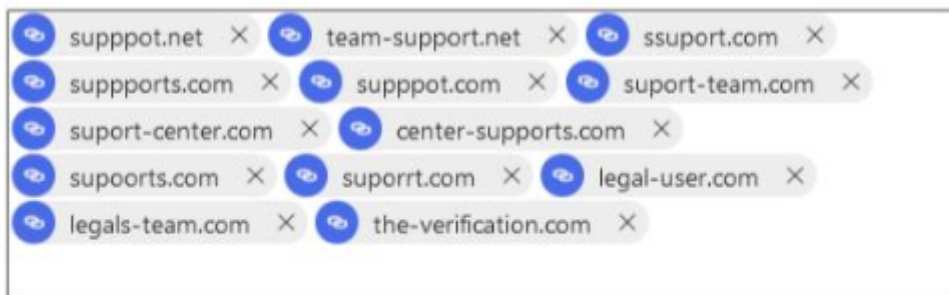 supppot.net × team-support.net × ssuport.com ×
suppports.com × supppot.com × suport-team.com ×
suport-center.com × center-supports.com ×
supoorts.com × suporrt.com × legal-user.com ×
legals-team.com × the-verification.com ×